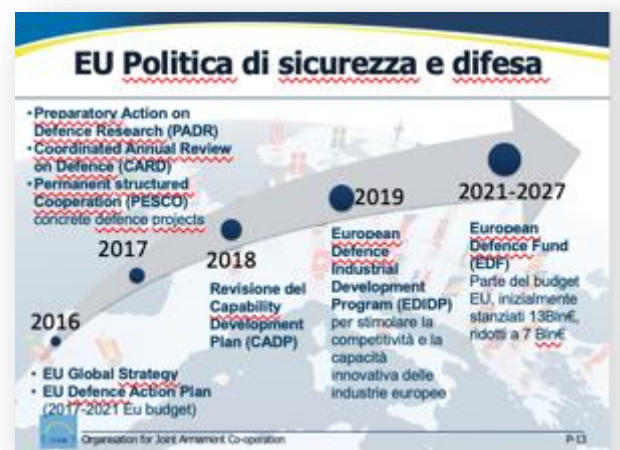 EU Politica di sicurezza e difesa
•Preparatory Action on
Defence Research (PADR)
•Coordinated Annual Review
on Defence (CARD)
•Permanent structured
Cooperation (PESCO)
concrete defence projects
2016
• EU Global Strategy
• EU Defence Action Plan
(2017-2021 Eu budget)
2017
2018
Revisione del
Capability
Development
Plan (CADP)
2019
European
Defence
Industrial
Development
Program (EDIDP)
per stimolare la
competitività e la
capacità
innovativa delle
industrie europee
2021-2027
European
Defence Fund
(EDF)
Parte del budget
EU, inizialmente
stanziati 13Bln€,
ridotti a 7 Bln€
Organisation for Joint Armament Co-operation
P-13